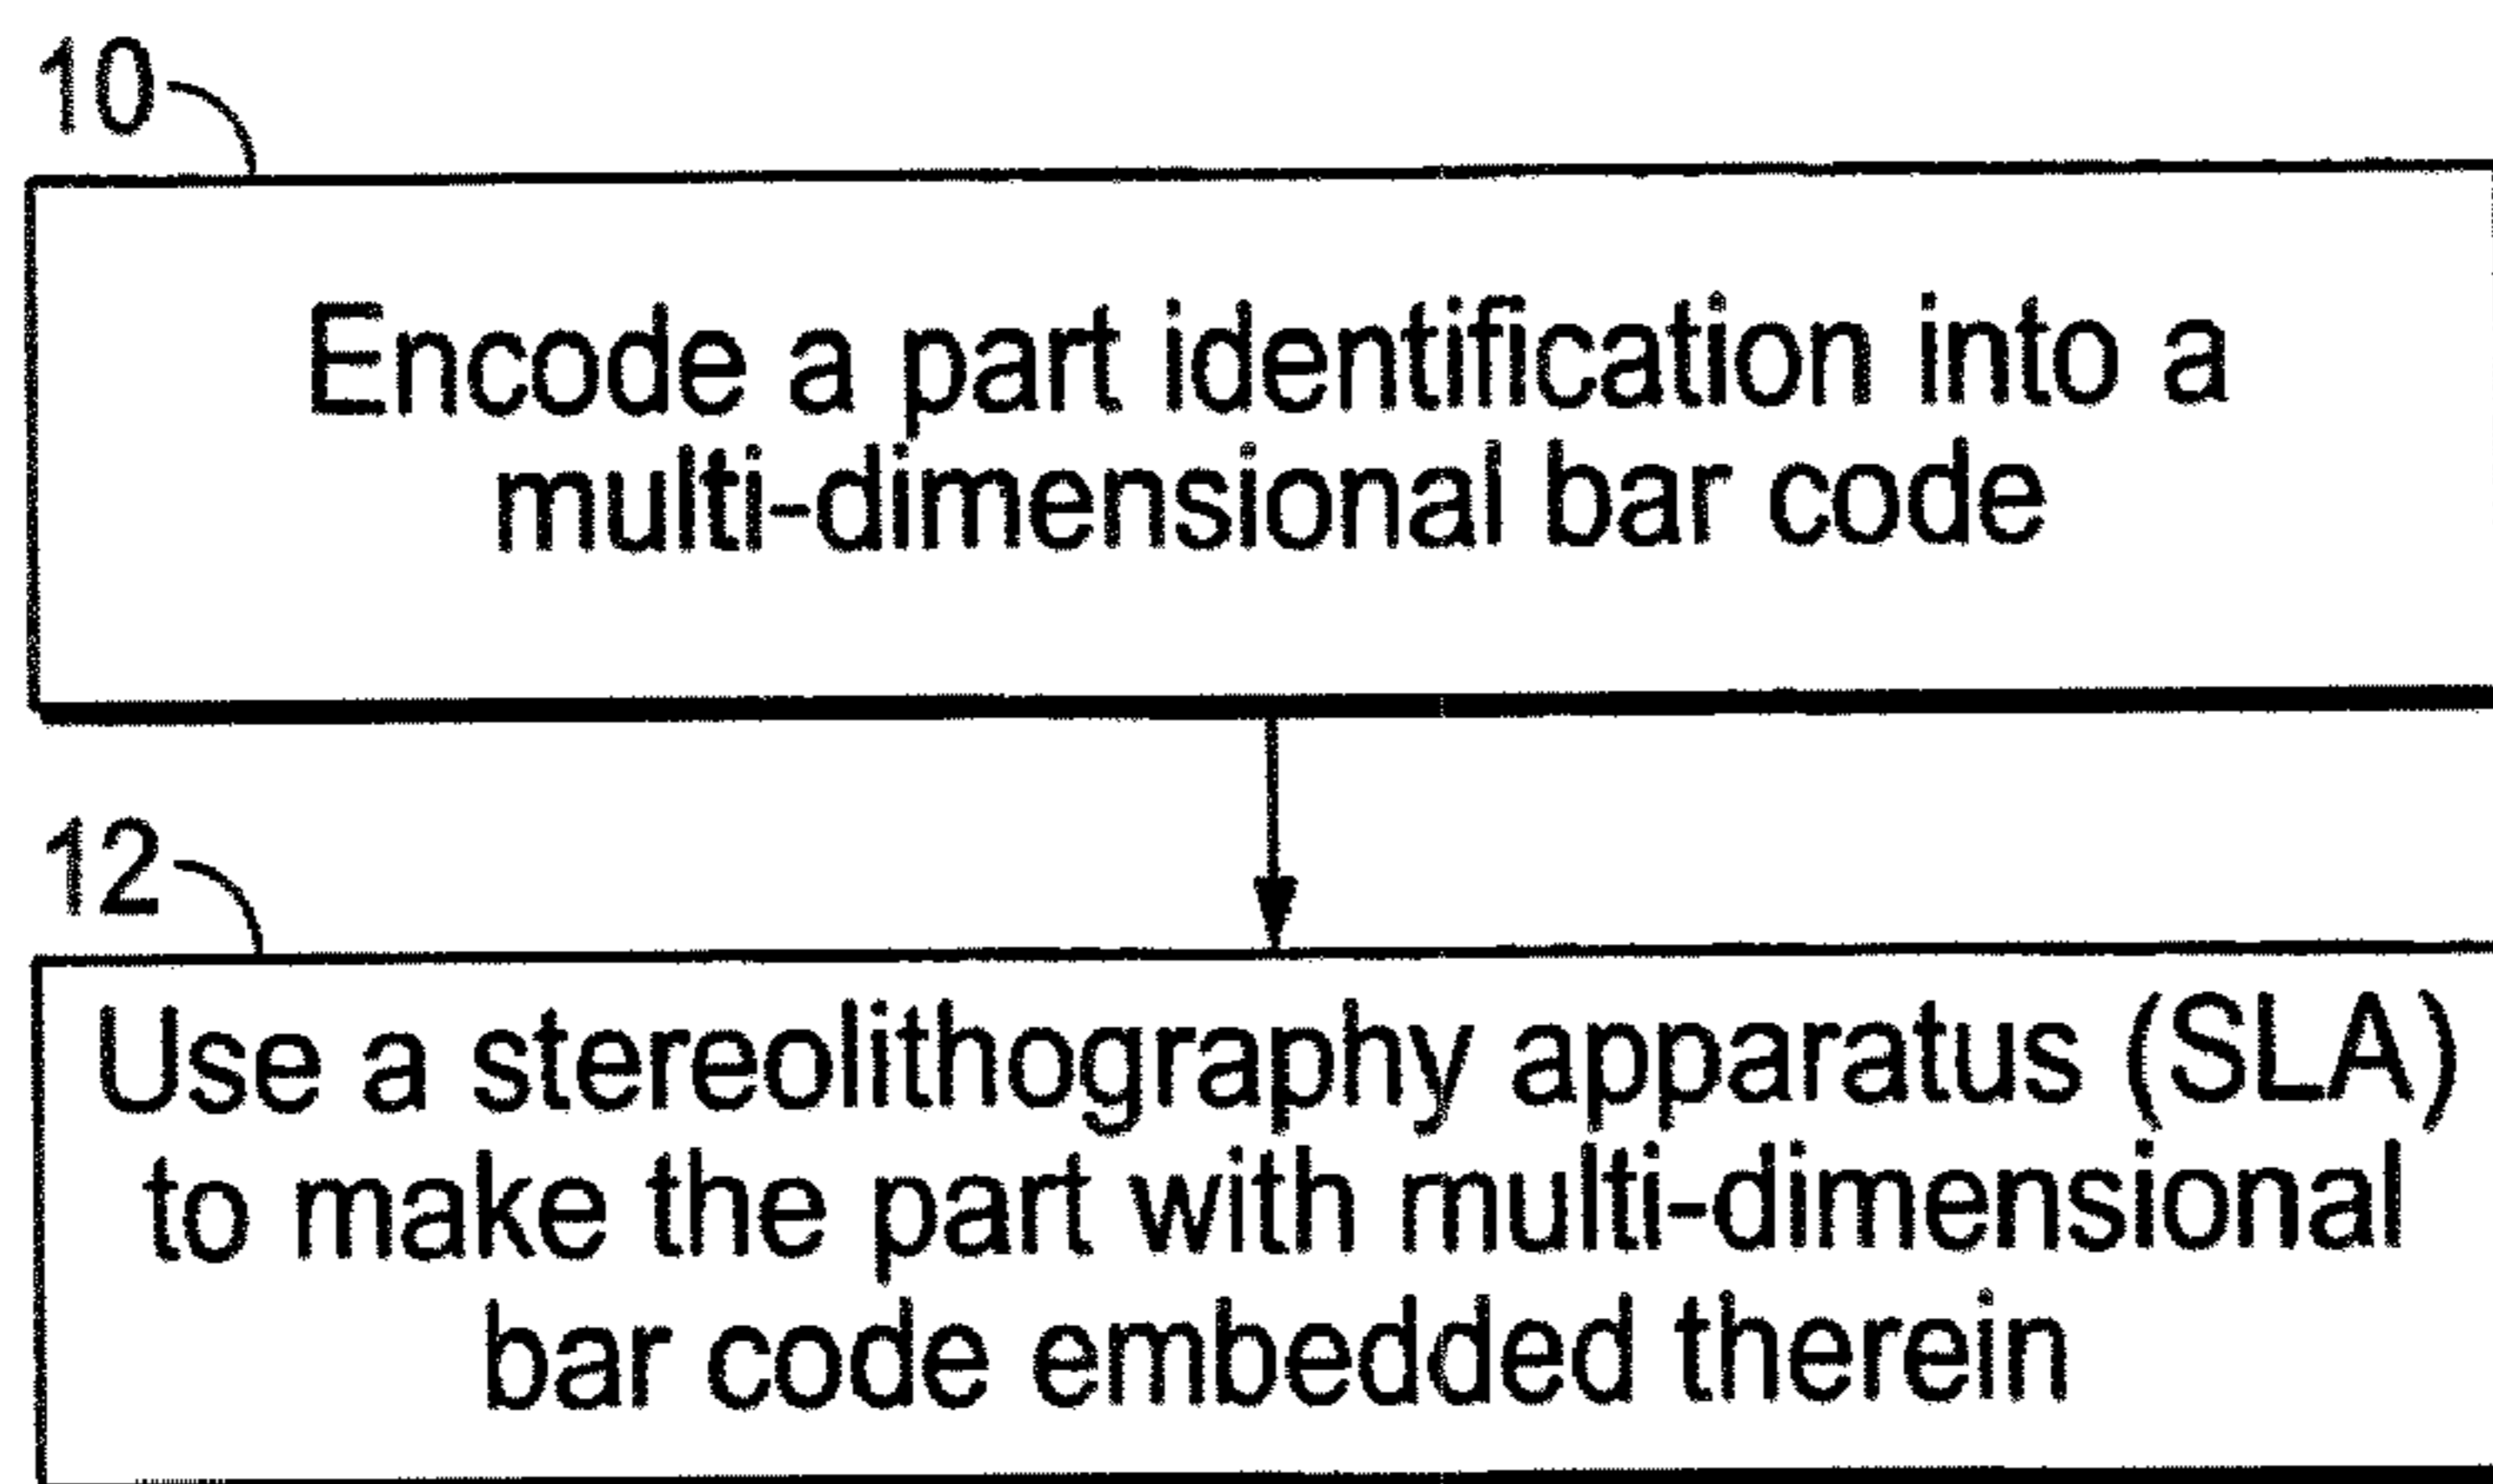 10
Encode a part identification into a
multi-dimensional bar code
12
Use a stereolithography apparatus (SLA)
to make the part with multi-dimensional
bar code embedded therein